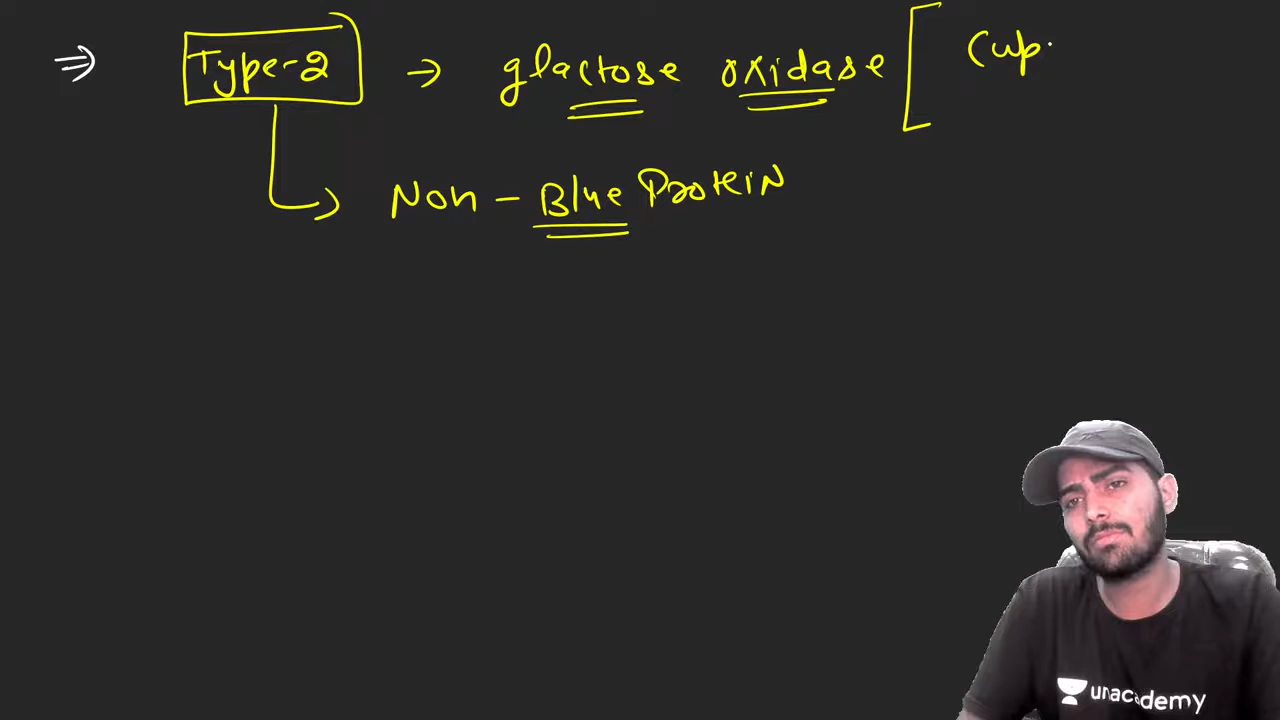 ⇒ Type-2 → glactose oxidase [ Cup.
Non - Blue Protein
unacademy